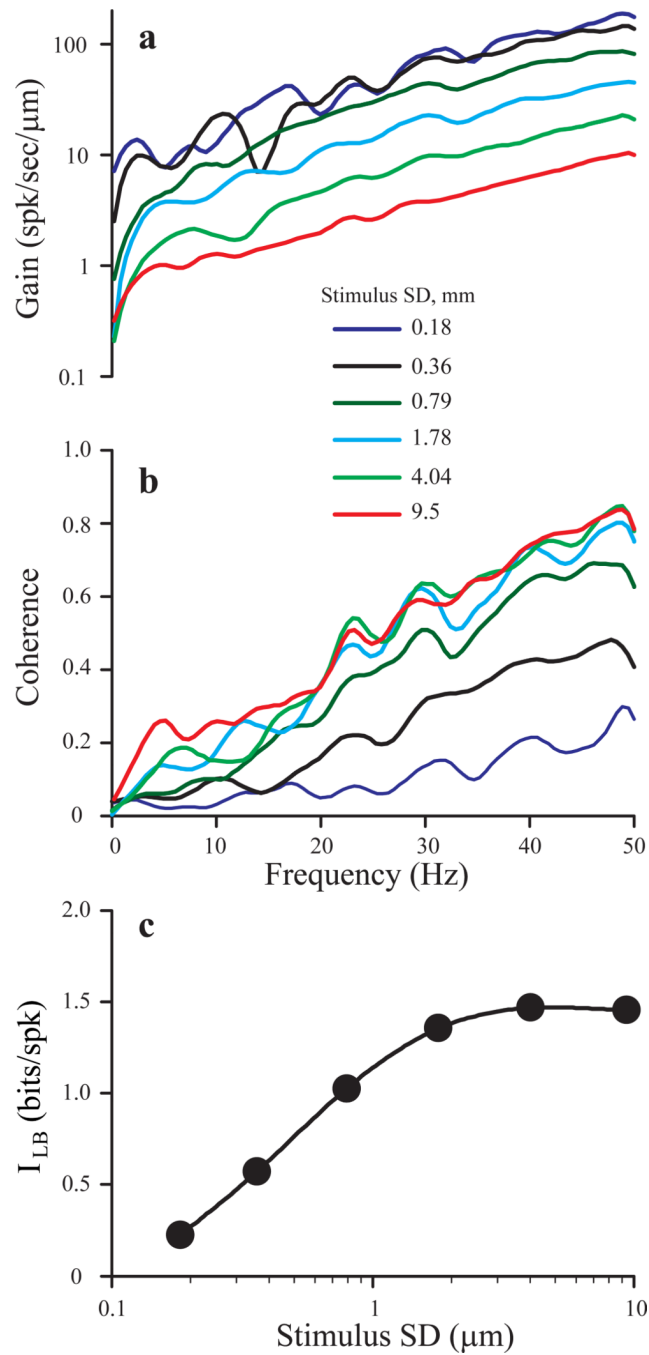 a
100
10
1
0.1
Gain (spk/sec/μm)
Stimulus SD, mm
0.18
0.36
0.79
1.78
4.04
9.5
b
1.0
0.8
0.6
0.4
0.2
0
Coherence
0 10 20 30 40 50
Frequency (Hz)
c
2.0
1.5
1.0
0.5
0
I_LB (bits/spk)
0.1 1 10
Stimulus SD (μm)